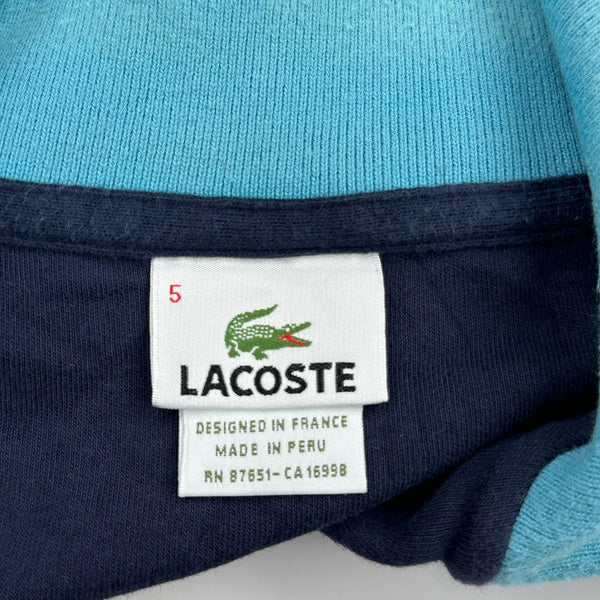 5
LACOSTE
DESIGNED IN FRANCE
MADE IN PERU
RN 87651-CA 16998